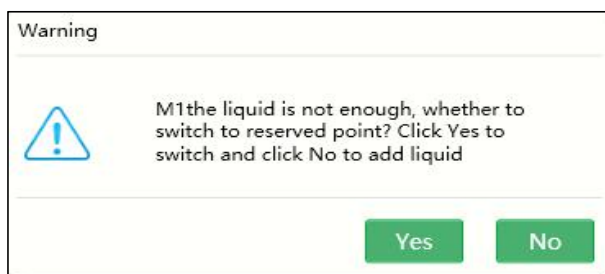 Warning
M1the liquid is not enough, whether to
switch to reserved point? Click Yes to
switch and click No to add liquid
Yes
No